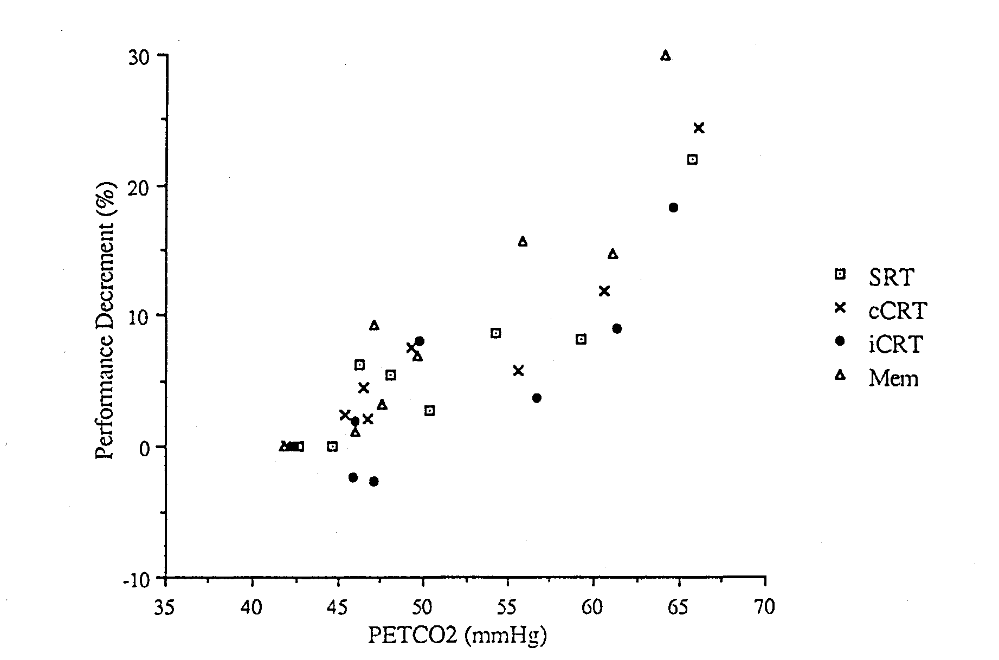 30
20
10
0
-10
Performance Decrement (%)
35 40 45 50 55 60 65 70
PETCO2 (mmHg)
SRT
cCRT
iCRT
Mem